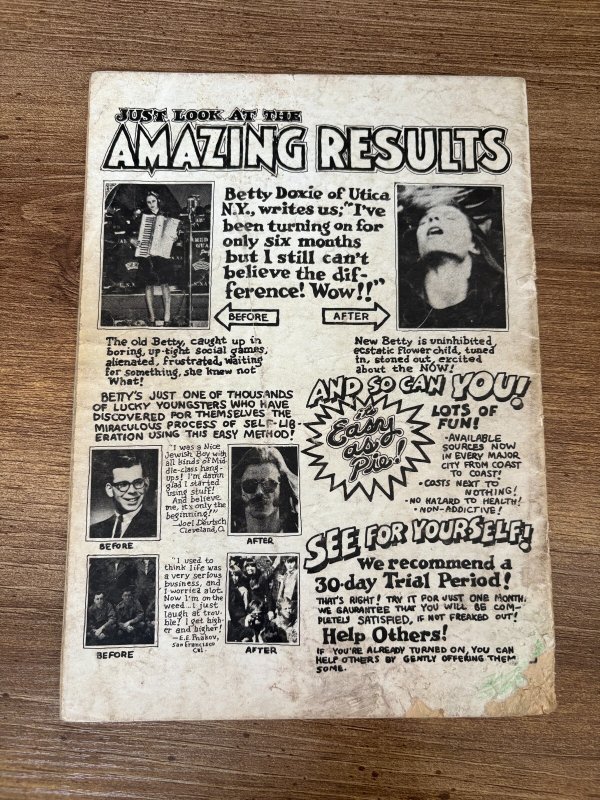 JUST LOOK AT THE
AMAZING RESULTS
Betty Doxie of Utica
N.Y., writes us; "I've
been turning on for
only six months
but I still can't
believe the dif-
ference! Wow!!"
BEFORE
AFTER
The old Betty, caught up in
boring, up-tight social games,
alienated, frustrated, waiting
for something, she knew not
What!
New Betty is uninhibited
ecstatic flower child, tuned
in, stoned out, excited
about the NOW!
BETTY'S JUST ONE OF THOUSANDS
OF LUCKY YOUNGSTERS WHO HAVE
DISCOVERED FOR THEMSELVES THE
MIRACULOUS PROCESS OF SELF-LIB-
ERATION USING THIS EASY METHOD!
"I was a Nice
Jewish Boy with
all kinds of Mid-
dle-class hang-
ups! I'm damn
glad I started
using stuff!
And believe
me, it's only the
beginning!"
—Joel Deutsch
Cleveland, O.
BEFORE
AFTER
"I used to
think life was
a very serious
business, and
I worried alot.
Now I'm on the
weed...I just
laugh at trou-
ble! I get high-
er and higher!
—E.E. Pnakov,
San Francisco
Cal.
BEFORE
AFTER
AND SO CAN YOU!
it's
Easy
as
Pie!
LOTS OF
FUN!
-AVAILABLE
SOURCES NOW
IN EVERY MAJOR
CITY FROM COAST
TO COAST!
-COSTS NEXT TO
NOTHING!
-NO HAZARD TO HEALTH!
-NON-ADDICTIVE!
SEE FOR YOURSELF!
We recommend a
30-day Trial Period!
THAT'S RIGHT! TRY IT FOR JUST ONE MONTH.
WE GAURANTEE THAT YOU WILL BE COM-
PLETELY SATISFIED, IF NOT FREAKED OUT!
Help Others!
IF YOU'RE ALREADY TURNED ON, YOU CAN
HELP OTHERS BY GENTLY OFFERING THEM
SOME.